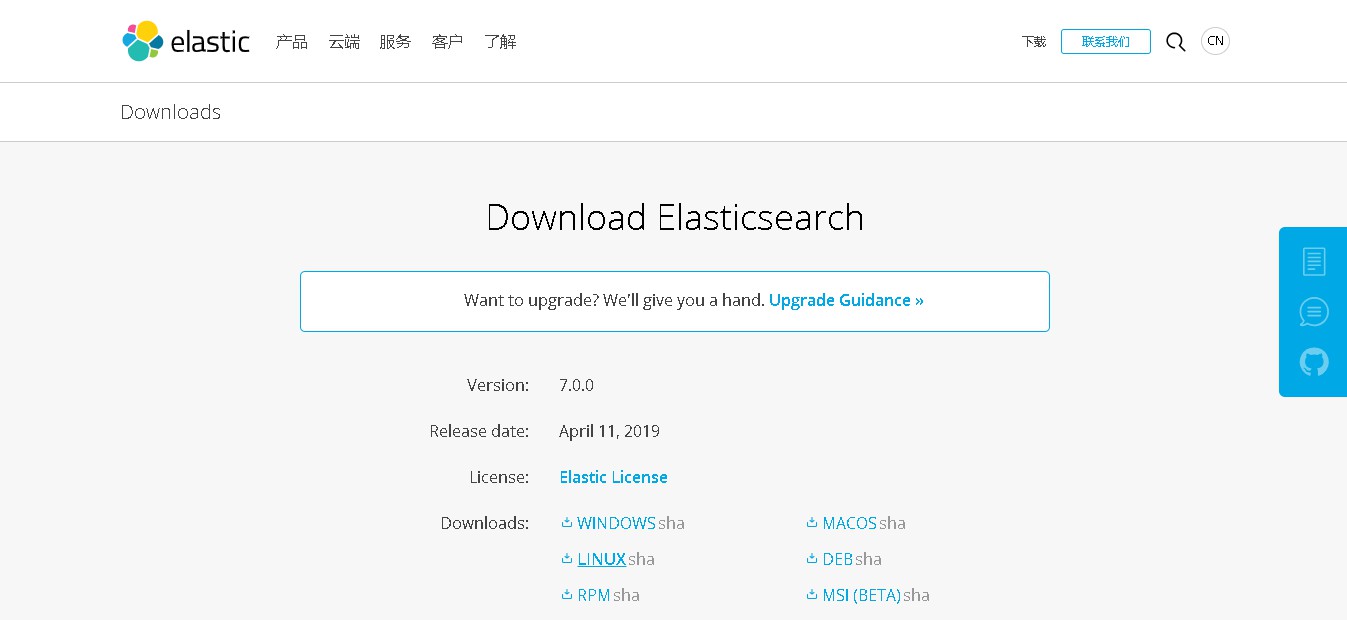 elastic 产品 云端 服务 客户 了解 下载 联系我们 CN
Downloads
Download Elasticsearch
Want to upgrade? We'll give you a hand. Upgrade Guidance »
Version: 7.0.0
Release date: April 11, 2019
License: Elastic License
Downloads: WINDOWS sha MACOS sha
LINUX sha DEB sha
RPM sha MSI (BETA) sha